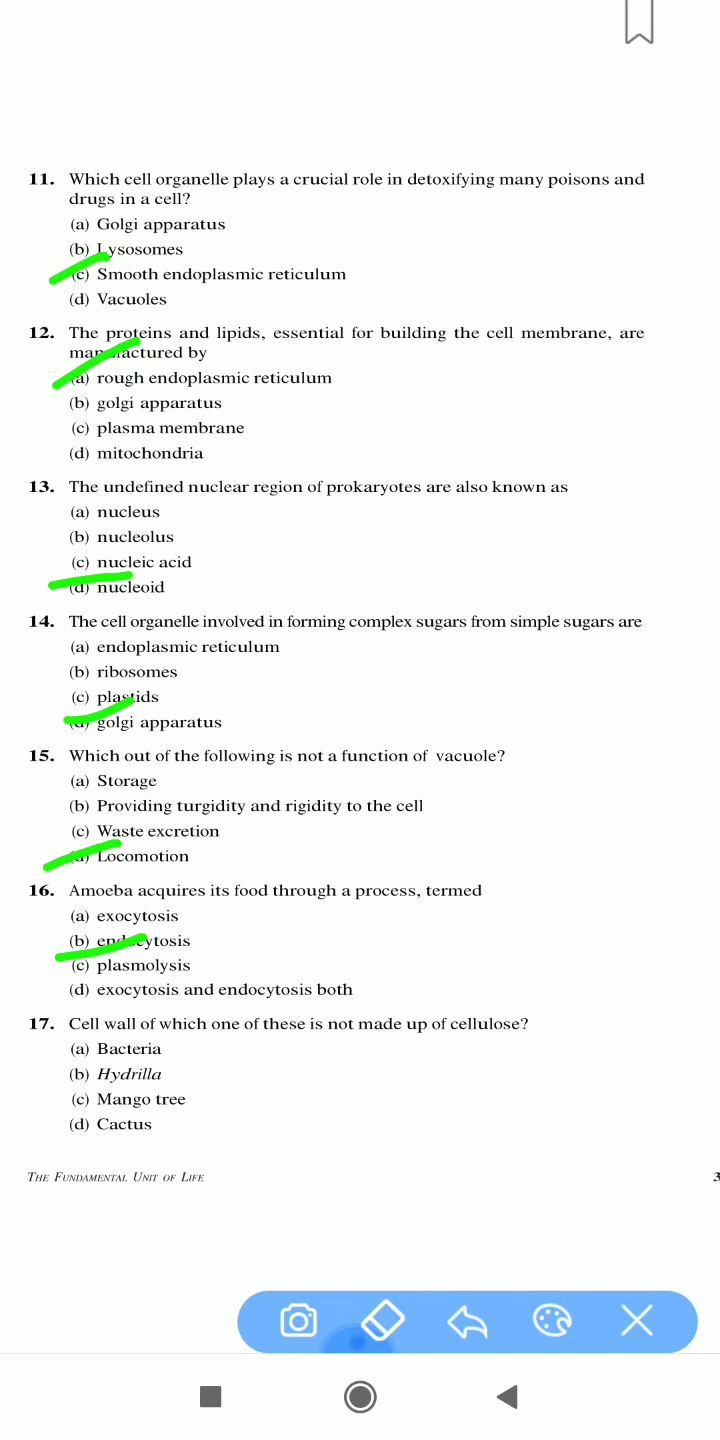 11. Which cell organelle plays a crucial role in detoxifying many poisons and
drugs in a cell?
(a) Golgi apparatus
(b) Lysosomes
(c) Smooth endoplasmic reticulum
(d) Vacuoles
12. The proteins and lipids, essential for building the cell membrane, are
manufactured by
(a) rough endoplasmic reticulum
(b) golgi apparatus
(c) plasma membrane
(d) mitochondria
13. The undefined nuclear region of prokaryotes are also known as
(a) nucleus
(b) nucleolus
(c) nucleic acid
(d) nucleoid
14. The cell organelle involved in forming complex sugars from simple sugars are
(a) endoplasmic reticulum
(b) ribosomes
(c) plastids
(d) golgi apparatus
15. Which out of the following is not a function of vacuole?
(a) Storage
(b) Providing turgidity and rigidity to the cell
(c) Waste excretion
(d) Locomotion
16. Amoeba acquires its food through a process, termed
(a) exocytosis
(b) endocytosis
(c) plasmolysis
(d) exocytosis and endocytosis both
17. Cell wall of which one of these is not made up of cellulose?
(a) Bacteria
(b) Hydrilla
(c) Mango tree
(d) Cactus
THE FUNDAMENTAL UNIT OF LIFE 3